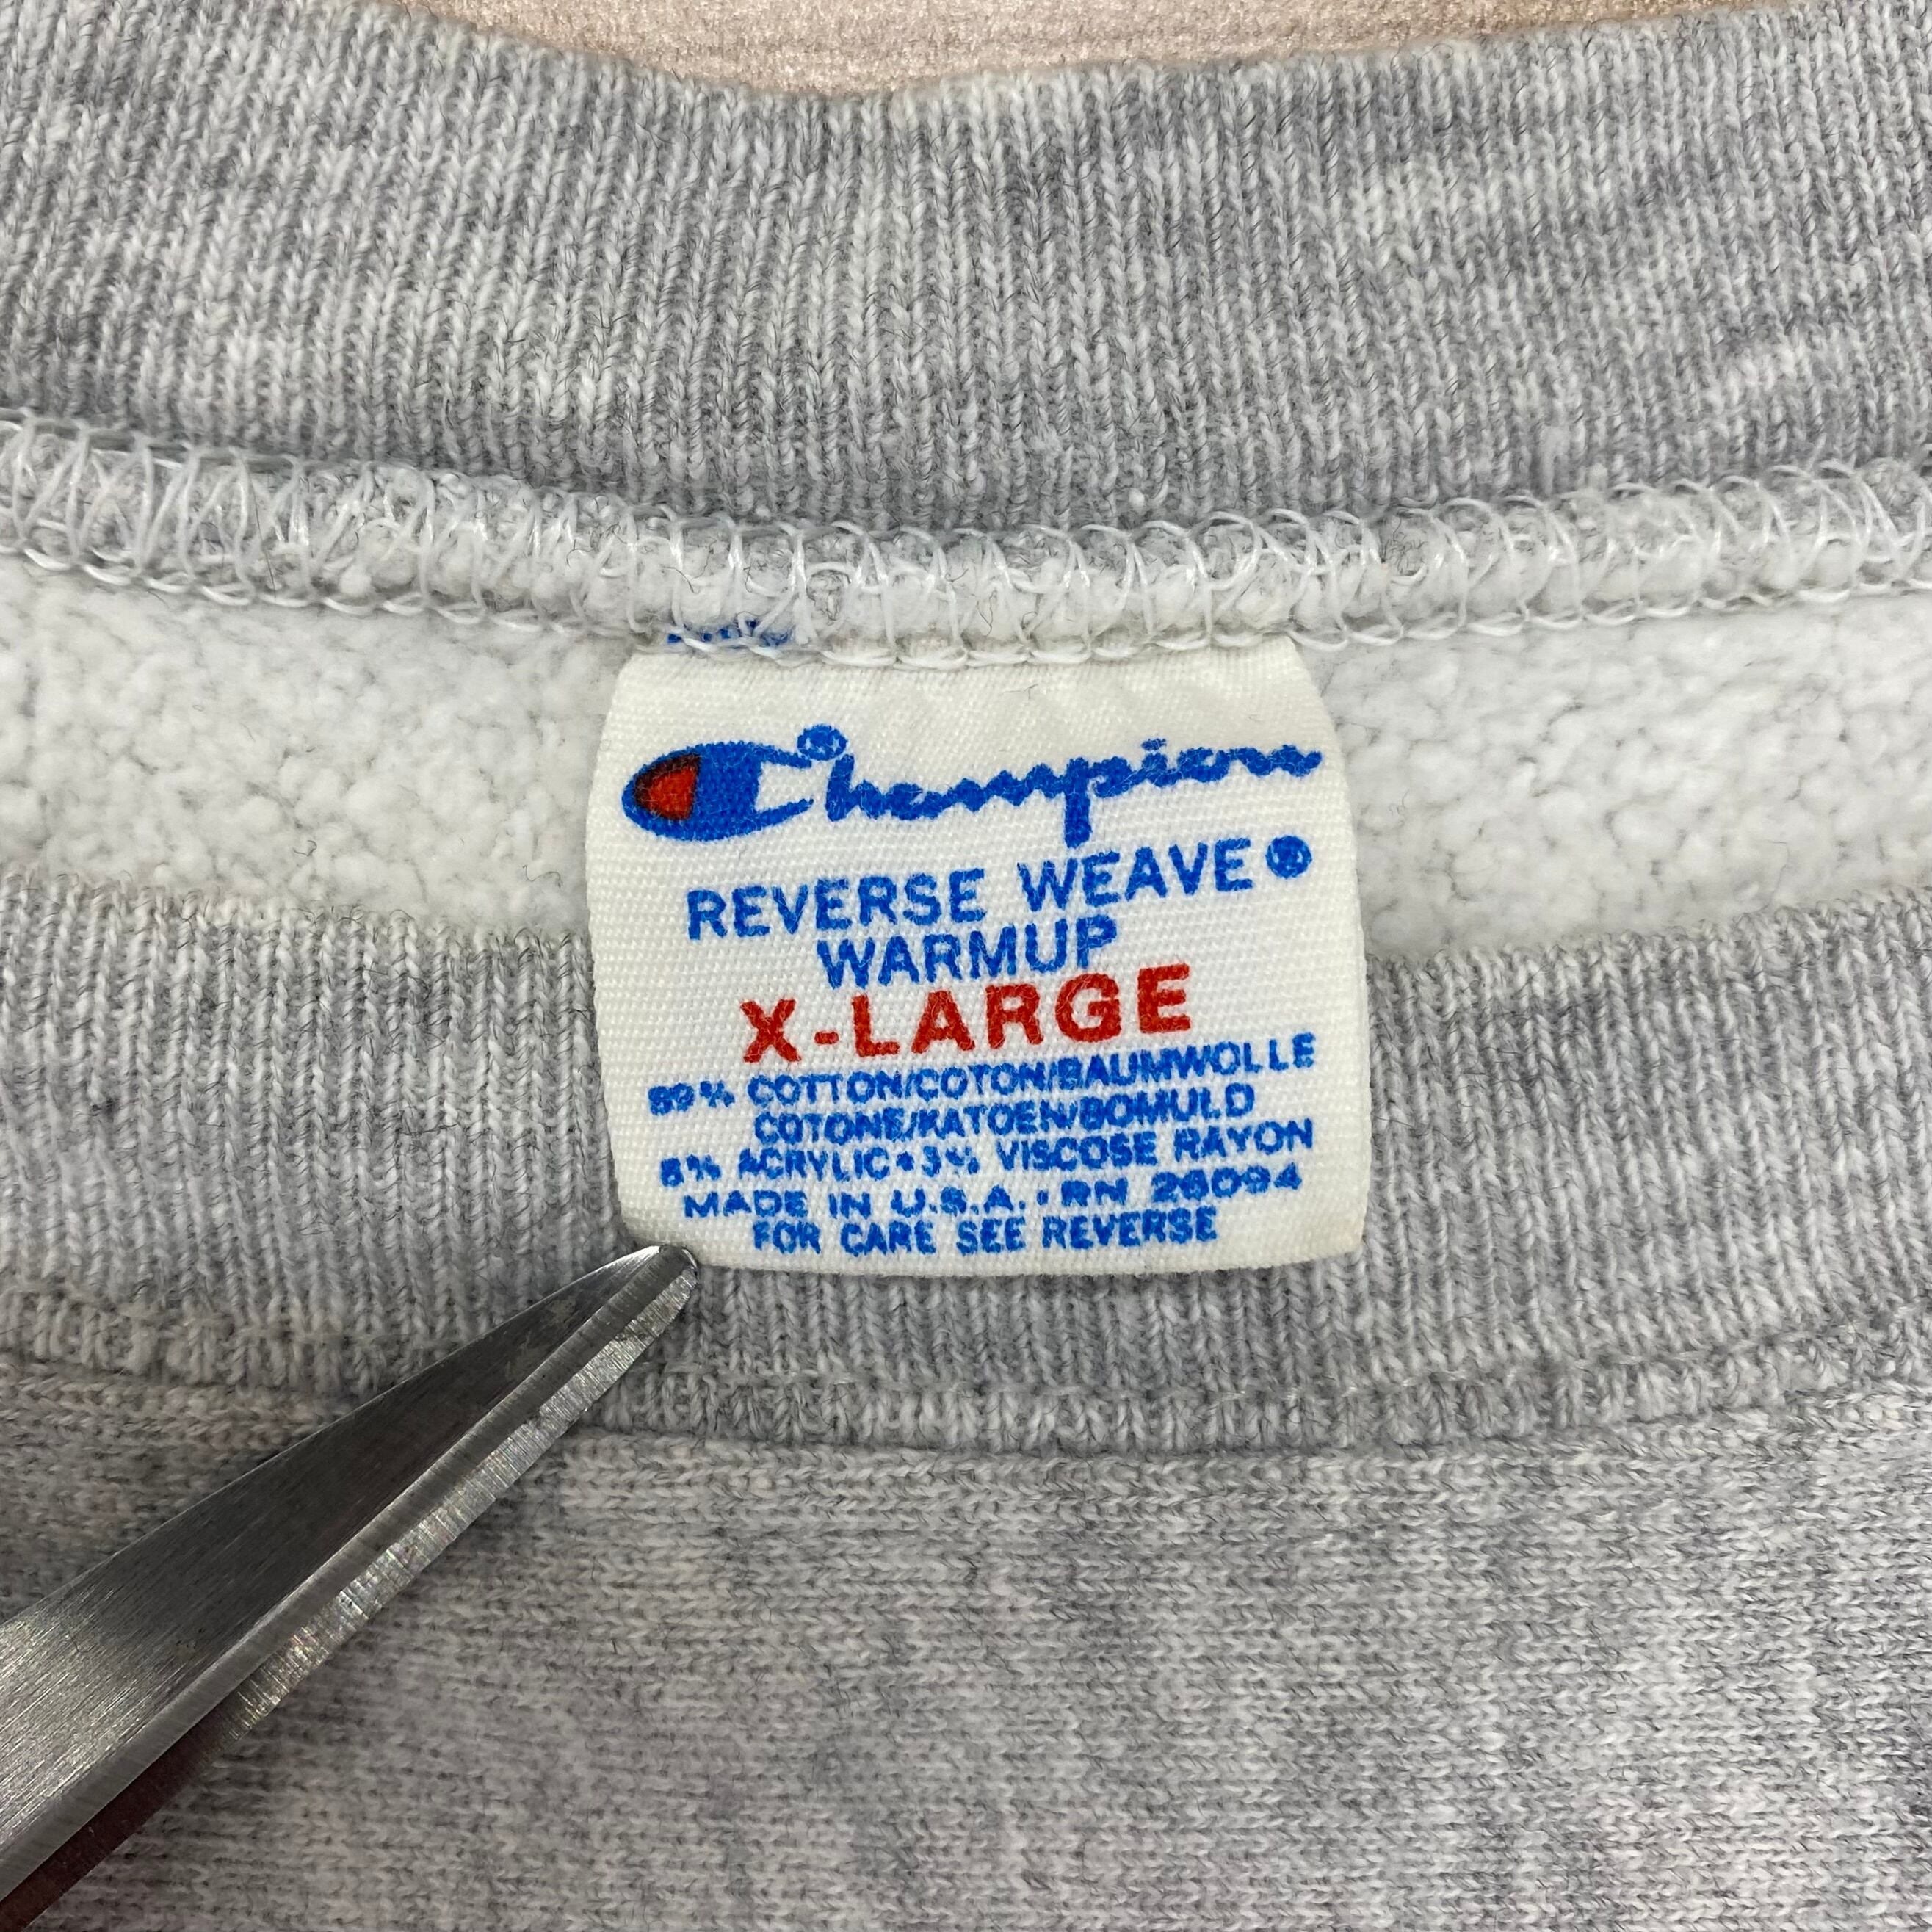 Champion®
REVERSE WEAVE®
WARMUP
X-LARGE
89% COTTON/COTON/BAUMWOLLE
COTONE/KATOEN/BOMULD
8% ACRYLIC•3% VISCOSE RAYON
MADE IN U.S.A. • RN 26094
FOR CARE SEE REVERSE